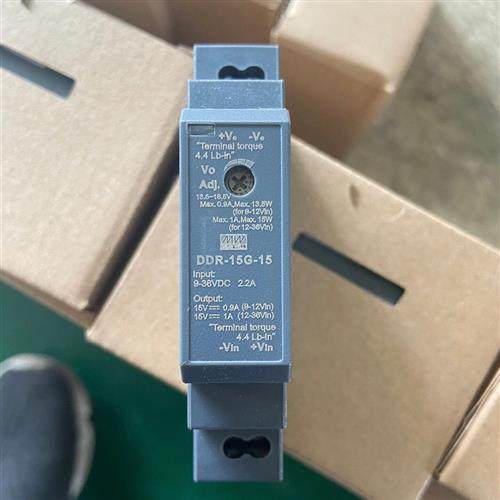 +Vo -Vo
"Terminal torque
4.4 Lb-in"
Vo
Adj.
13.5~16.5V
Max. 0.9A,Max. 13.5W
(for 9-12Vin)
Max. 1A,Max. 15W
(for 12-36Vin)
MW
DDR-15G-15
Input:
9-36VDC 2.2A
Output:
15V⎓0.9A (9-12Vin)
15V⎓1A (12-36Vin)
"Terminal torque
4.4 Lb-in"
-Vin +Vin